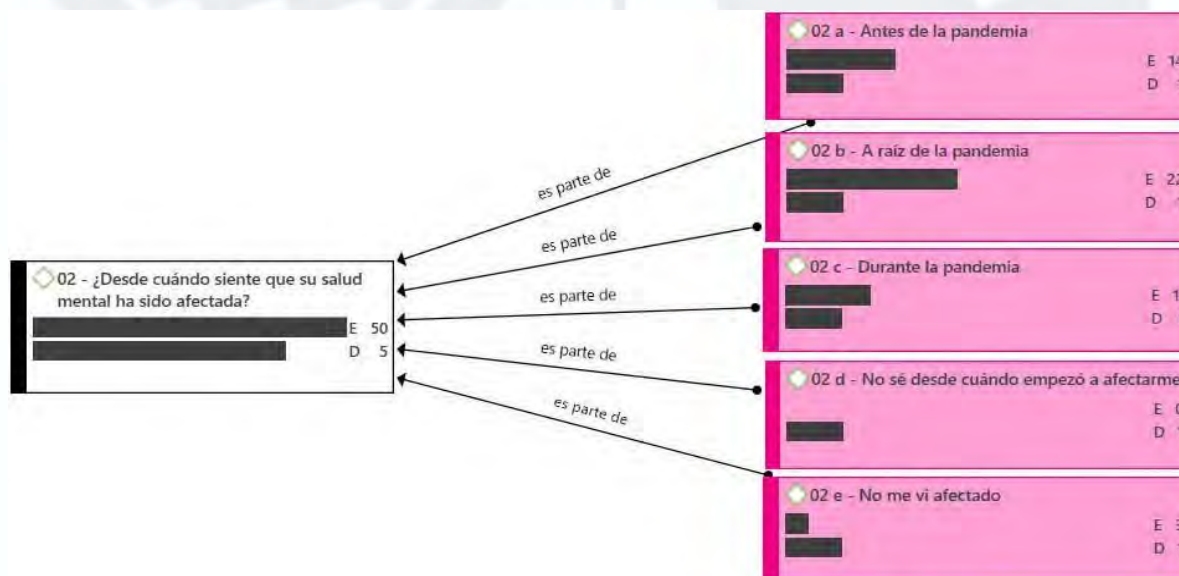 02 a - Antes de la pandemia
E 14
D
02 b - A raíz de la pandemia
E 22
D
02 c - Durante la pandemia
E
D
02 d - No sé desde cuándo empezó a afectarme
E
D
02 e - No me vi afectado
E
D
02 - ¿Desde cuándo siente que su salud
mental ha sido afectada?
E 50
D 5
es parte de
es parte de
es parte de
es parte de
es parte de